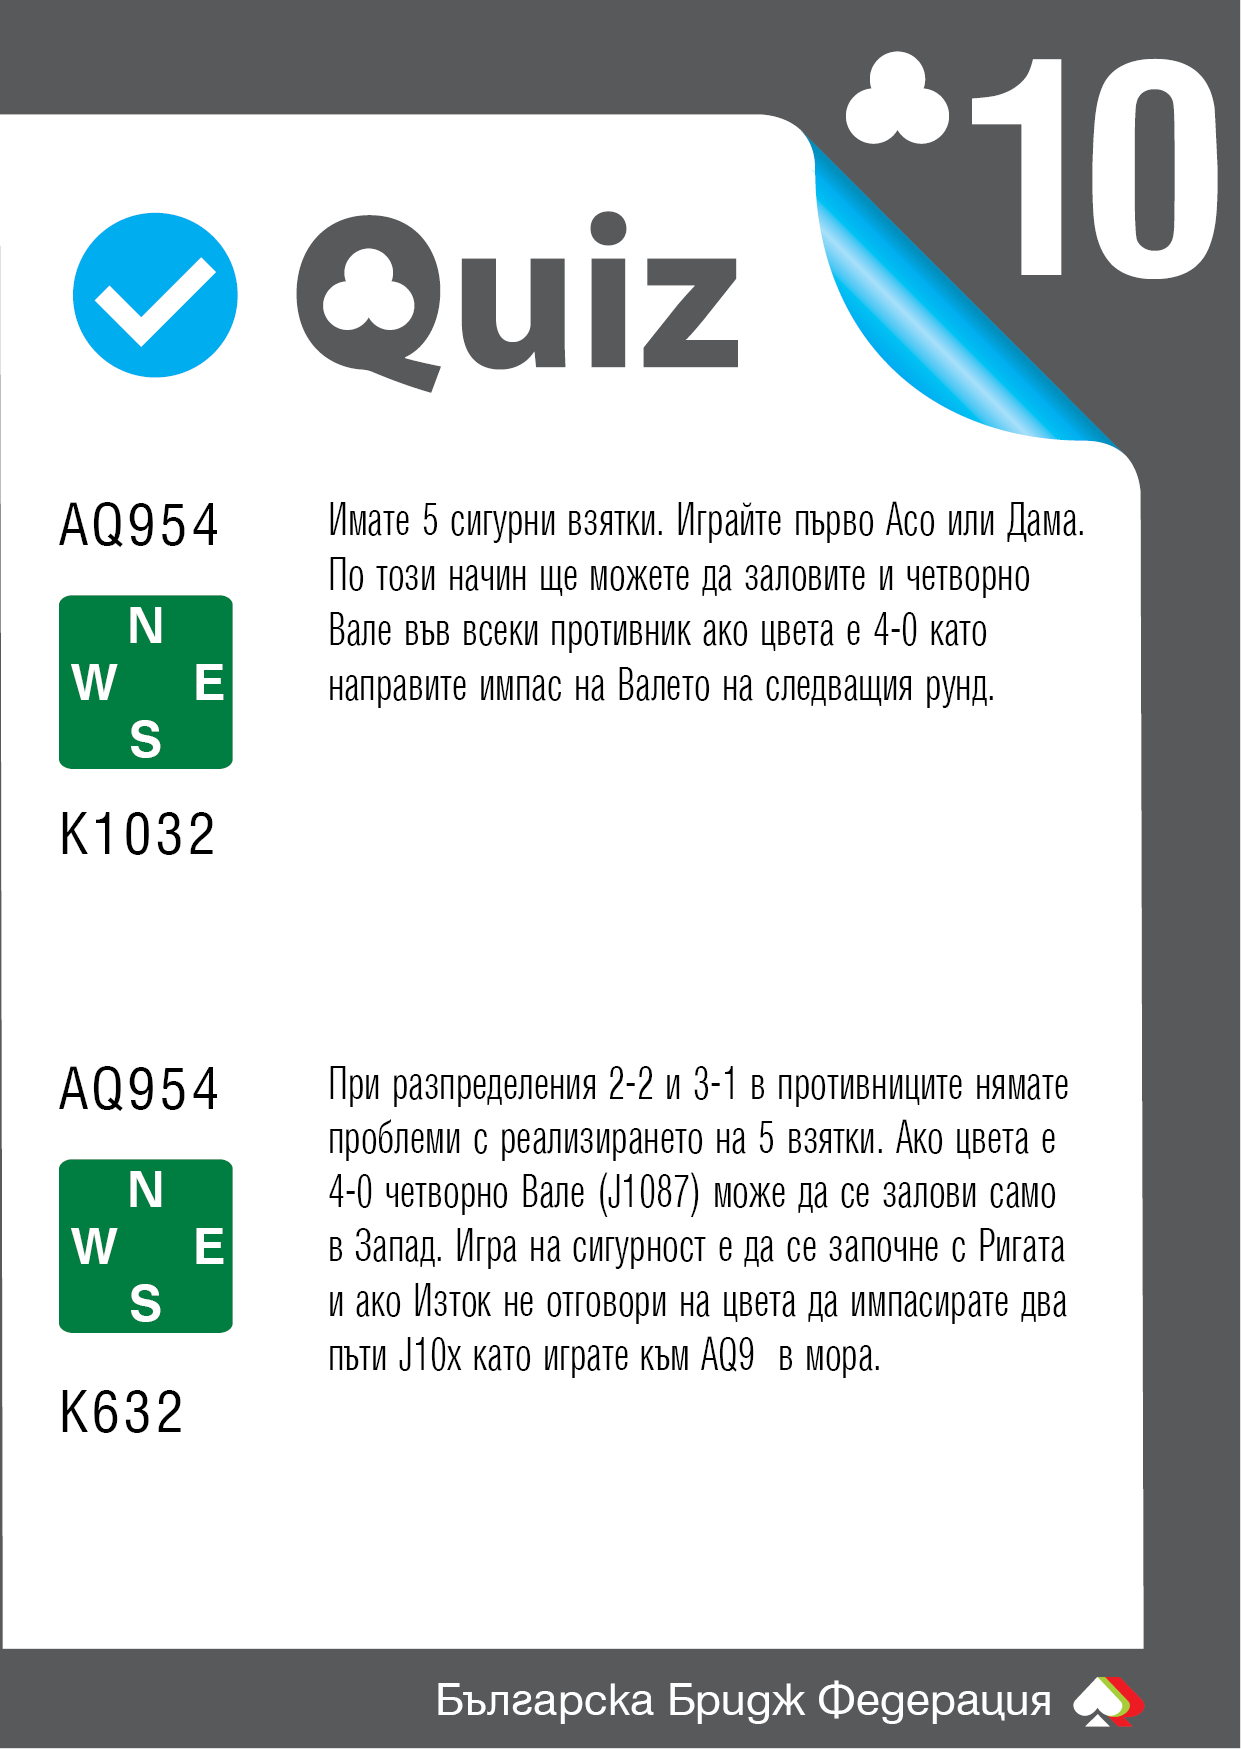 10
Quiz
AQ954
N
W E
S
K1032
Имате 5 сигурни взятки. Играйте първо Асо или Дама.
По този начин ще можете да заловите и четворно
Вале във всеки противник ако цвета е 4-0 като
направите импас на Валето на следващия рунд.
AQ954
N
W E
S
K632
При разпределения 2-2 и 3-1 в противниците нямате
проблеми с реализирането на 5 взятки. Ако цвета е
4-0 четворно Вале (J1087) може да се залови само
в Запад. Игра на сигурност е да се започне с Ригата
и ако Изток не отговори на цвета да импасирате два
пъти J10x като играте към AQ9 в мора.
Българска Бридж Федерация